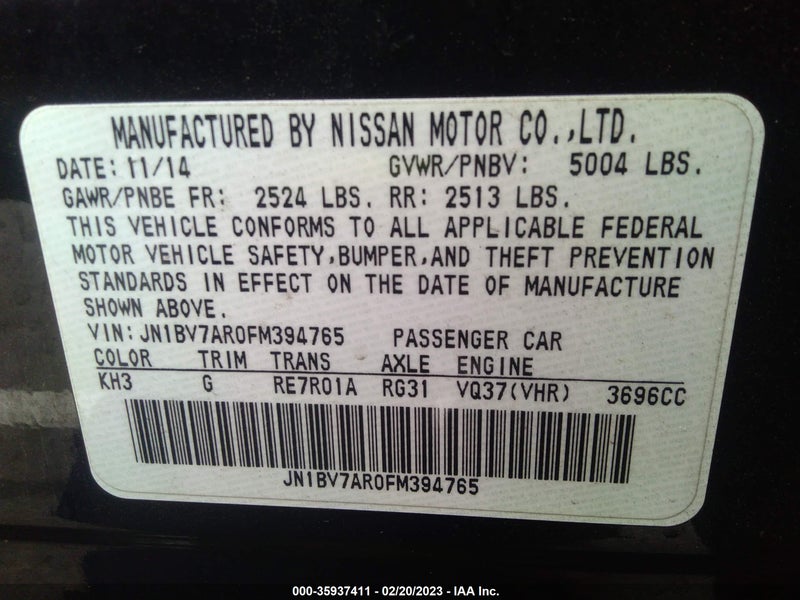 MANUFACTURED BY NISSAN MOTOR CO.,LTD.
DATE: 11/14 GVWR/PNBV: 5004 LBS.
GAWR/PNBE FR: 2524 LBS. RR: 2513 LBS.
THIS VEHICLE CONFORMS TO ALL APPLICABLE FEDERAL
MOTOR VEHICLE SAFETY,BUMPER,AND THEFT PREVENTION
STANDARDS IN EFFECT ON THE DATE OF MANUFACTURE
SHOWN ABOVE.
VIN: JN1BV7AR0FM394765 PASSENGER CAR
COLOR TRIM TRANS AXLE ENGINE
KH3 G RE7R01A RG31 VQ37(VHR) 3696CC
JN1BV7AR0FM394765
000-35937411 - 02/20/2023 - IAA Inc.